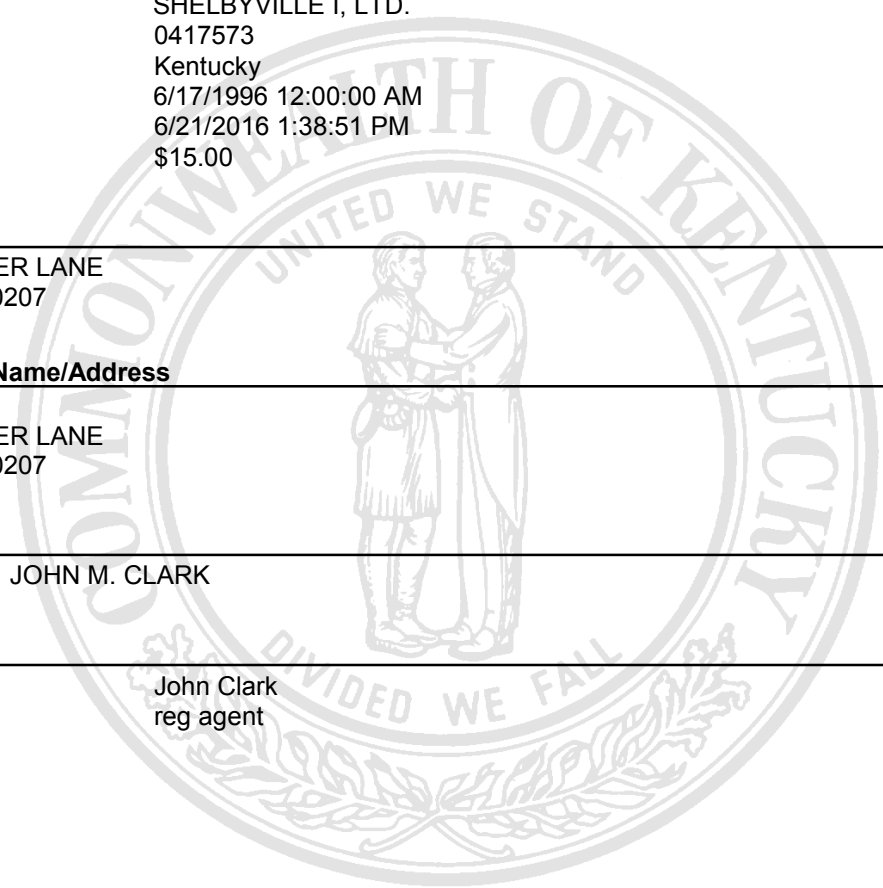 SHELBYVILLE I, LTD.
0417573
Kentucky
6/17/1996 12:00:00 AM
6/21/2016 1:38:51 PM
$15.00
ER LANE
0207
Name/Address
ER LANE
0207
JOHN M. CLARK
John Clark
reg agent
COMMONWEALTH OF KENTUCKY
UNITED WE STAND
DIVIDED WE FALL